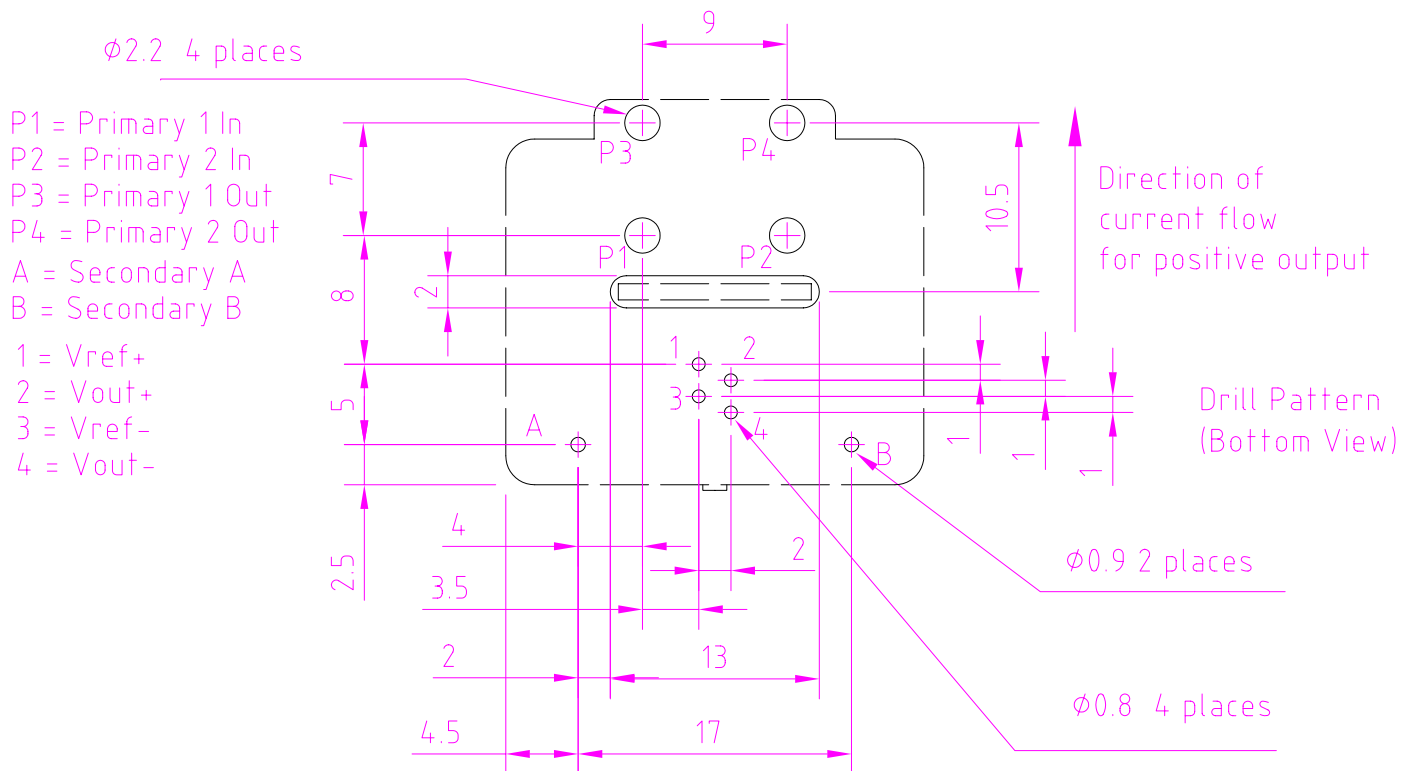 9
⌀2.2 4 places
P1 = Primary 1 In
P2 = Primary 2 In
P3 = Primary 1 Out
P4 = Primary 2 Out
A = Secondary A
B = Secondary B
1 = Vref+
2 = Vout+
3 = Vref-
4 = Vout-
P3
P4
7
10.5
Direction of
current flow
for positive output
P1
P2
8
2
1
2
3
4
5
A
B
1
1
1
Drill Pattern
(Bottom View)
2.5
4
2
⌀0.9 2 places
3.5
2
13
⌀0.8 4 places
4.5
17